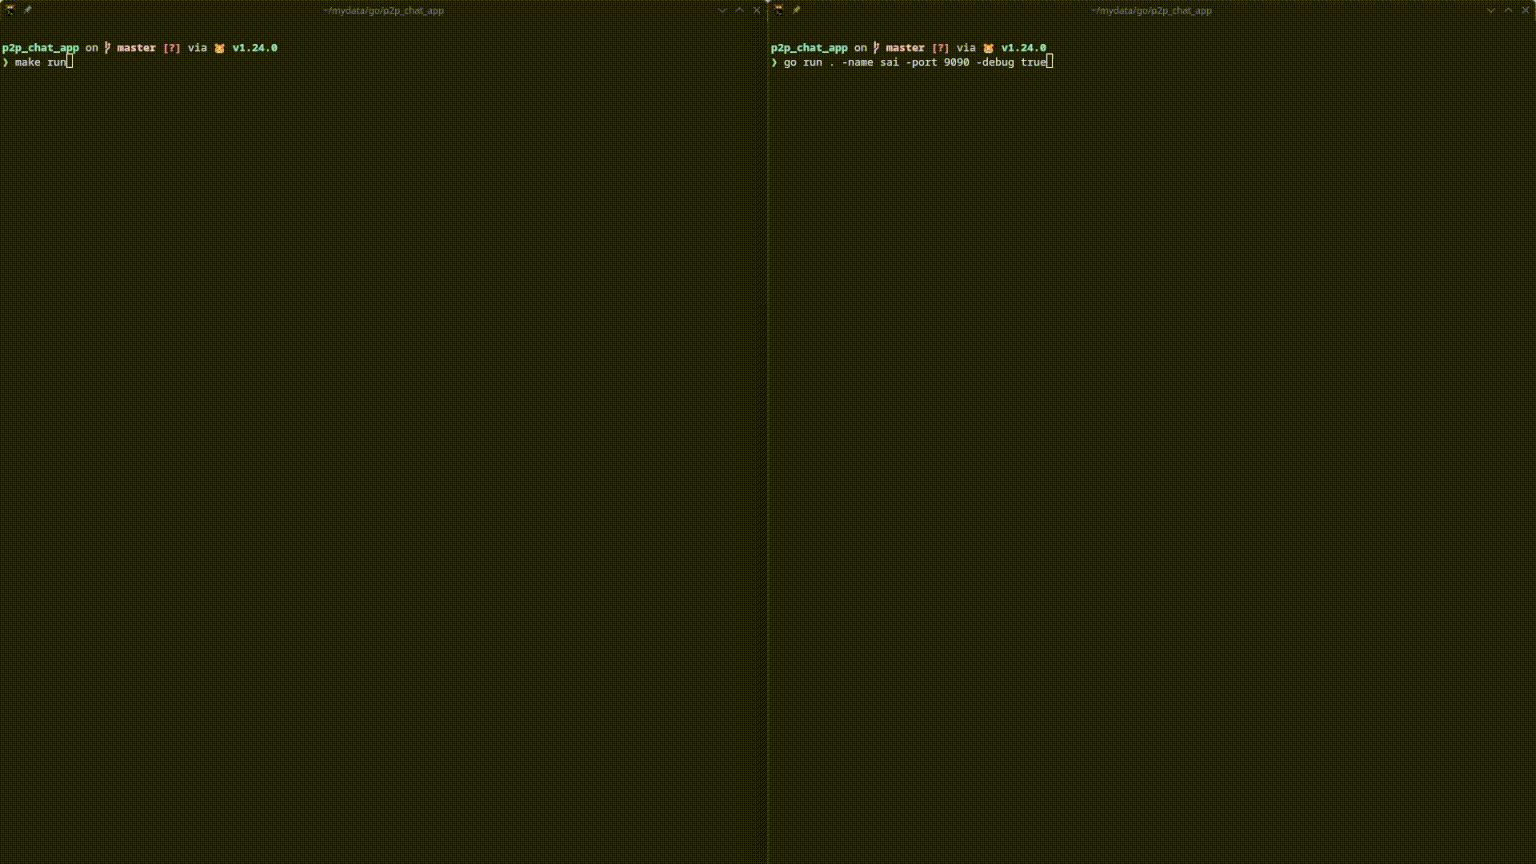 ~/mydata/go/p2p_chat_app
p2p_chat_app on master [?] via v1.24.0
❯ make run
~/mydata/go/p2p_chat_app
p2p_chat_app on master [?] via v1.24.0
❯ go run . -name sai -port 9090 -debug true